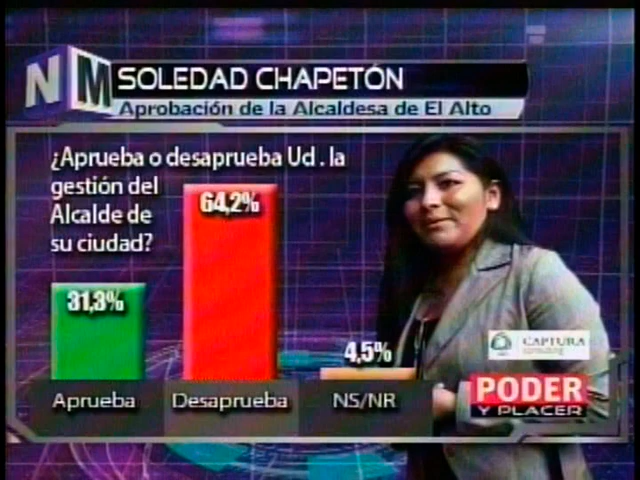 NM
SOLEDAD CHAPETÓN
Aprobación de la Alcaldesa de El Alto
¿Aprueba o desaprueba Ud. la
gestión del
Alcalde de
su ciudad?
64,2%
31,3%
4,5%
Aprueba
Desaprueba
NS/NR
CAPTURA
consulting
PODER
Y PLACER